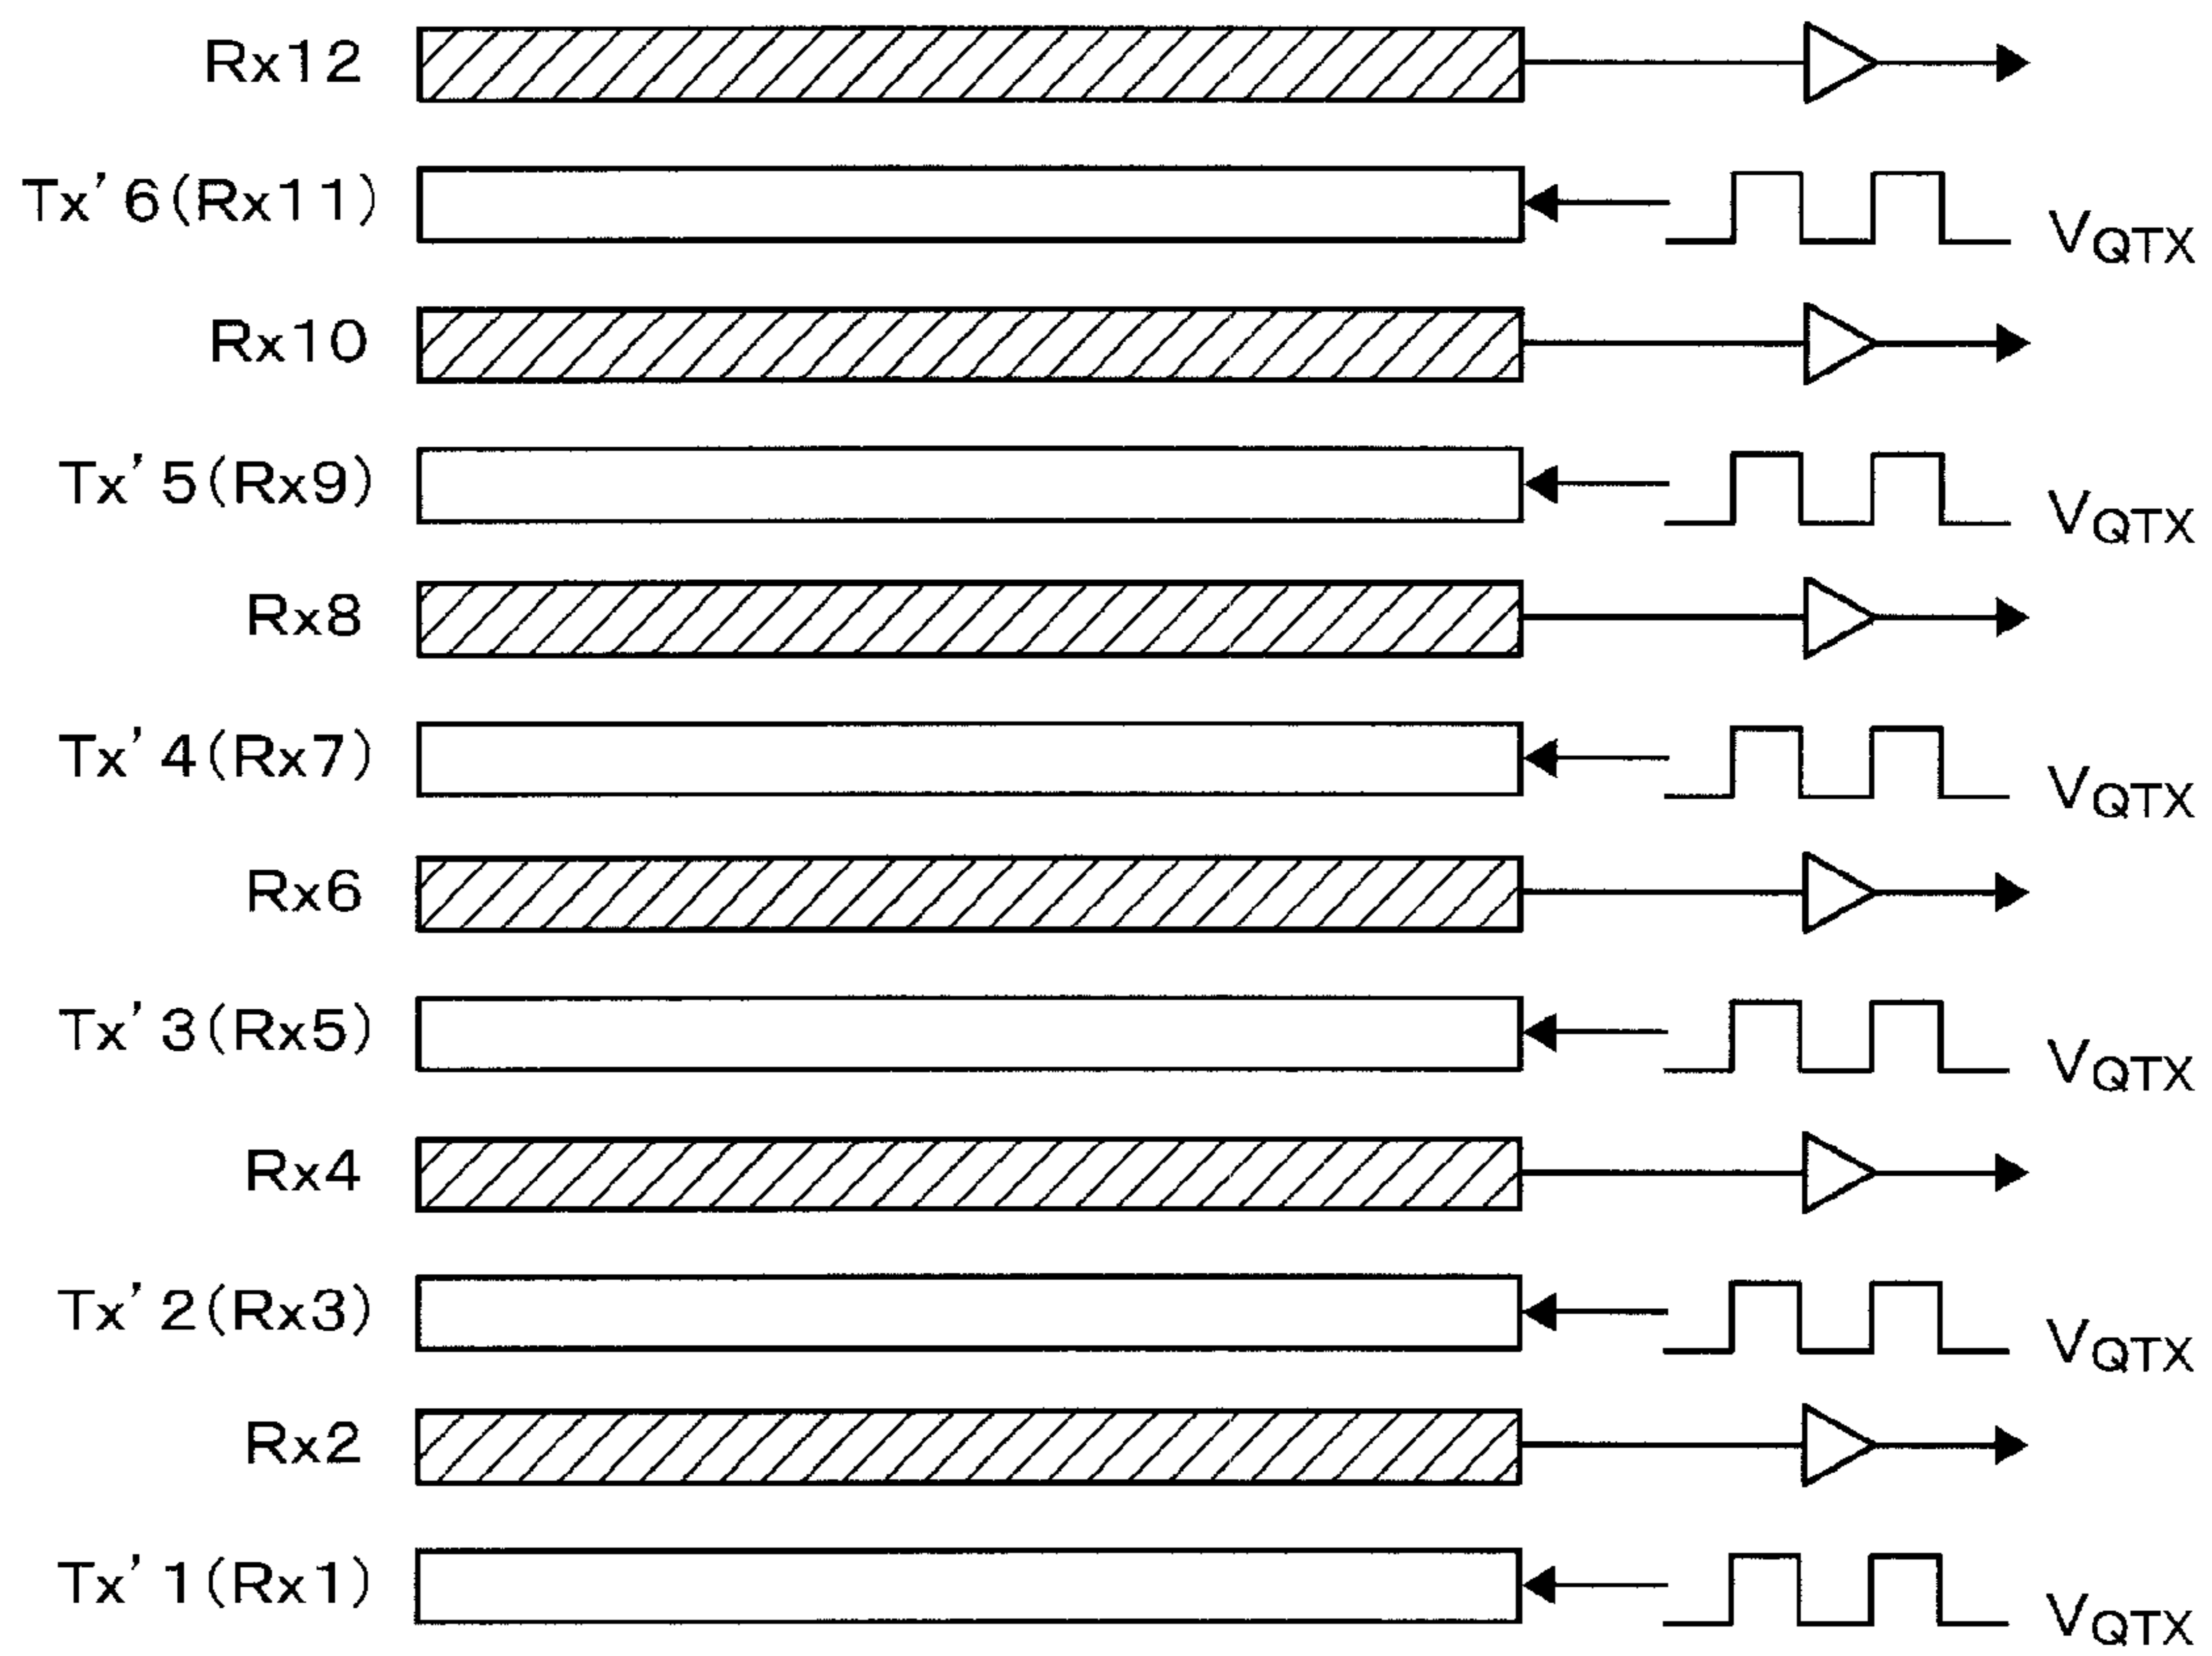 Rx12
Tx'6(Rx11) VQTX
Rx10
Tx'5(Rx9) VQTX
Rx8
Tx'4(Rx7) VQTX
Rx6
Tx'3(Rx5) VQTX
Rx4
Tx'2(Rx3) VQTX
Rx2
Tx'1(Rx1) VQTX